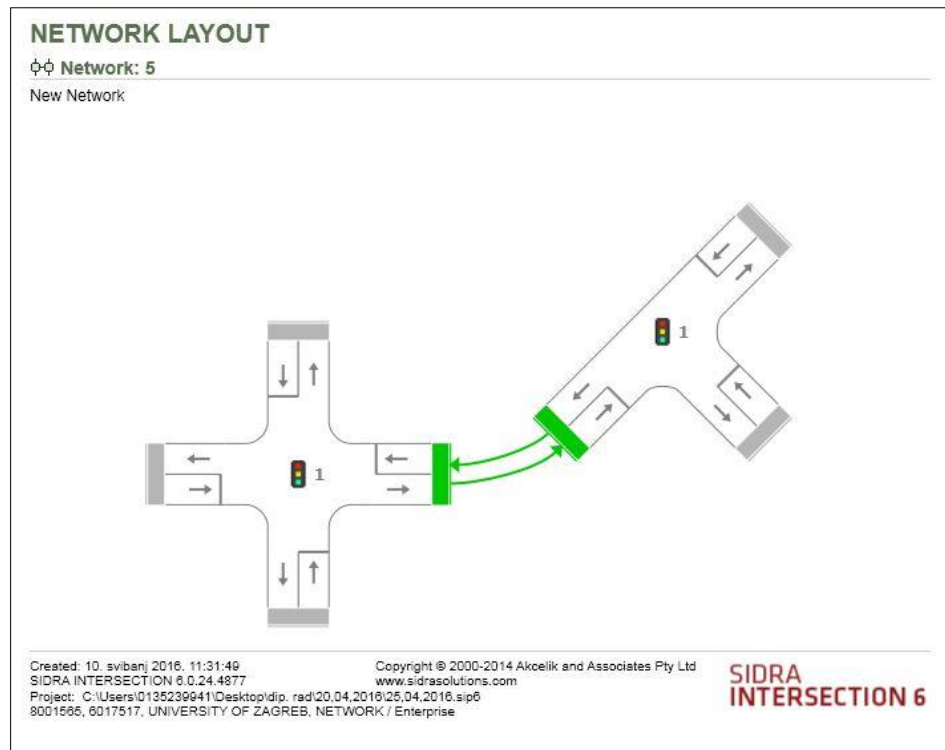 NETWORK LAYOUT
Network: 5
New Network
1
1
Created: 10. svibanj 2016. 11:31:49
SIDRA INTERSECTION 6.0.24.4877
Project: C:\Users\0135239941\Desktop\dip. rad\20,04,2016\25,04,2016.sip6
8001565, 6017517, UNIVERSITY OF ZAGREB, NETWORK / Enterprise
Copyright © 2000-2014 Akcelik and Associates Pty Ltd
www.sidrasolutions.com
SIDRA
INTERSECTION 6